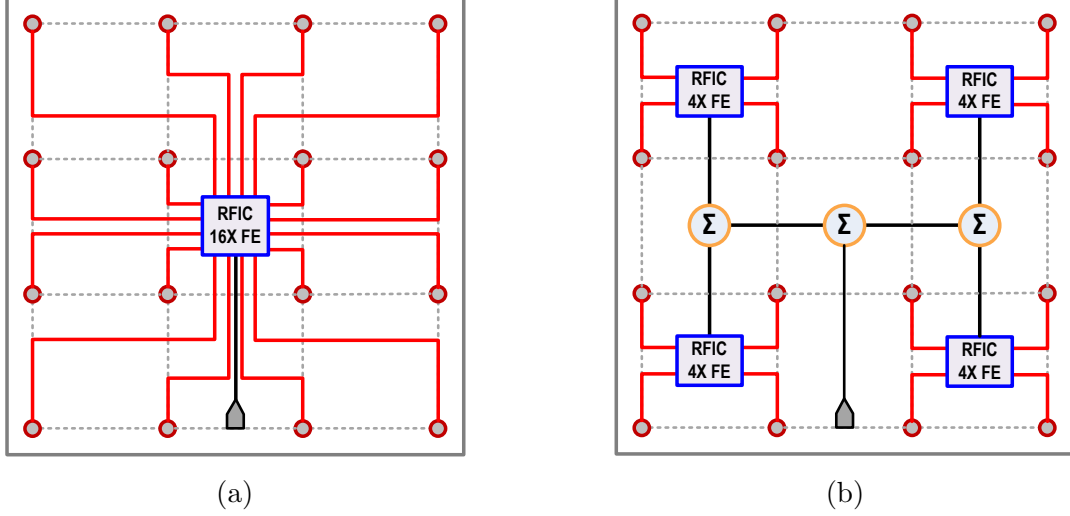 RFIC
16X FE
(a)
RFIC
4X FE
RFIC
4X FE
Σ
Σ
Σ
RFIC
4X FE
RFIC
4X FE
(b)